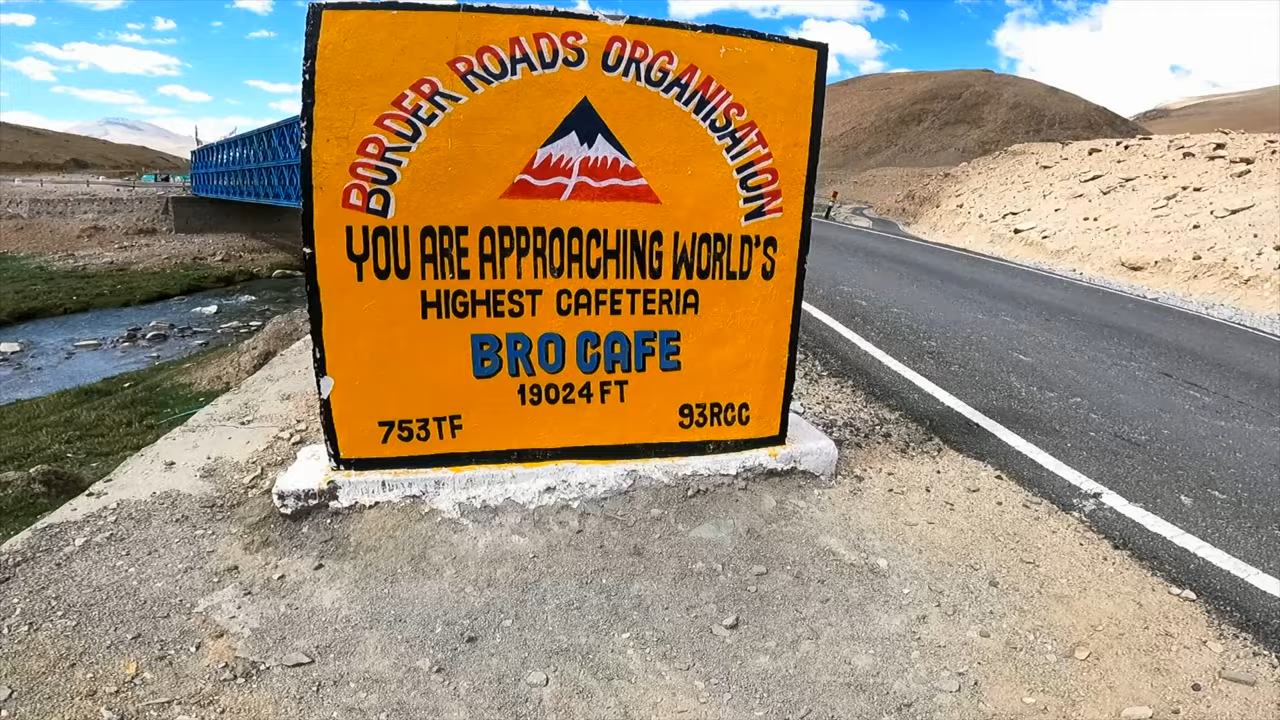 BORDER ROADS ORGANISATION
YOU ARE APPROACHING WORLD'S
HIGHEST CAFETERIA
BRO CAFE
19024 FT
753TF
93RCC